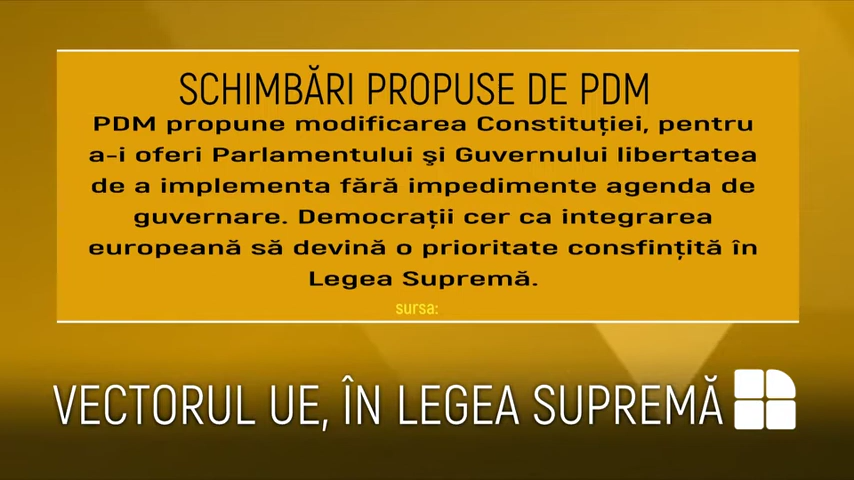 SCHIMBĂRI PROPUSE DE PDM
PDM propune modificarea Constituției, pentru
a-i oferi Parlamentului şi Guvernului libertatea
de a implementa fără impedimente agenda de
guvernare. Democrații cer ca integrarea
europeană să devină o prioritate consfințită în
Legea Supremă.
sursa:
VECTORUL UE, ÎN LEGEA SUPREMĂ